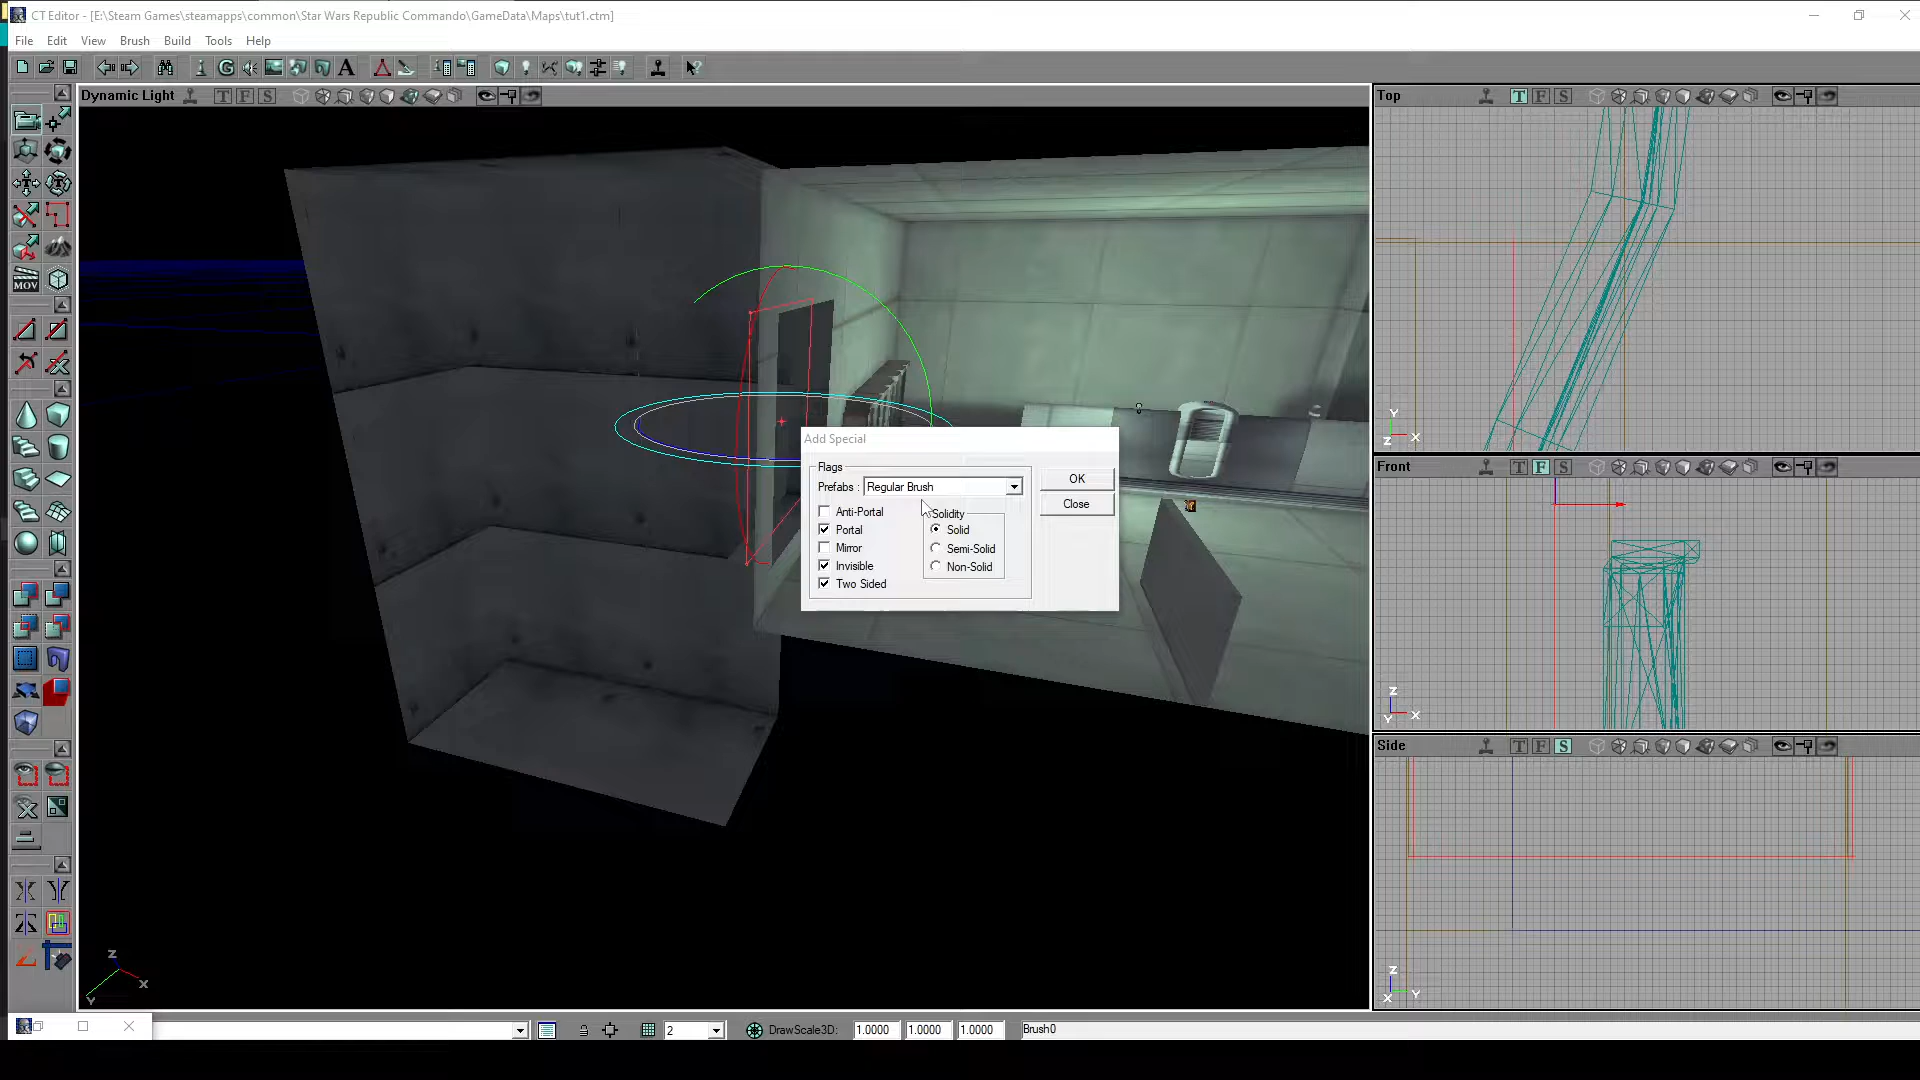 CT Editor - [E:\Steam Games\steamapps\common\Star Wars Republic Commando\GameData\Maps\tut1.ctm]
File Edit View Brush Build Tools Help
Dynamic Light T F S
Top T F S
MOV
Y
Z X
Front T F S
Z
Y X
Side T F S
Z
X Y
Add Special
Flags
Prefabs : Regular Brush
OK
Close
Anti-Portal
Portal
Mirror
Invisible
Two Sided
Solidity
Solid
Semi-Solid
Non-Solid
Z
X
Y
2 DrawScale3D: 1.0000 1.0000 1.0000 Brush0